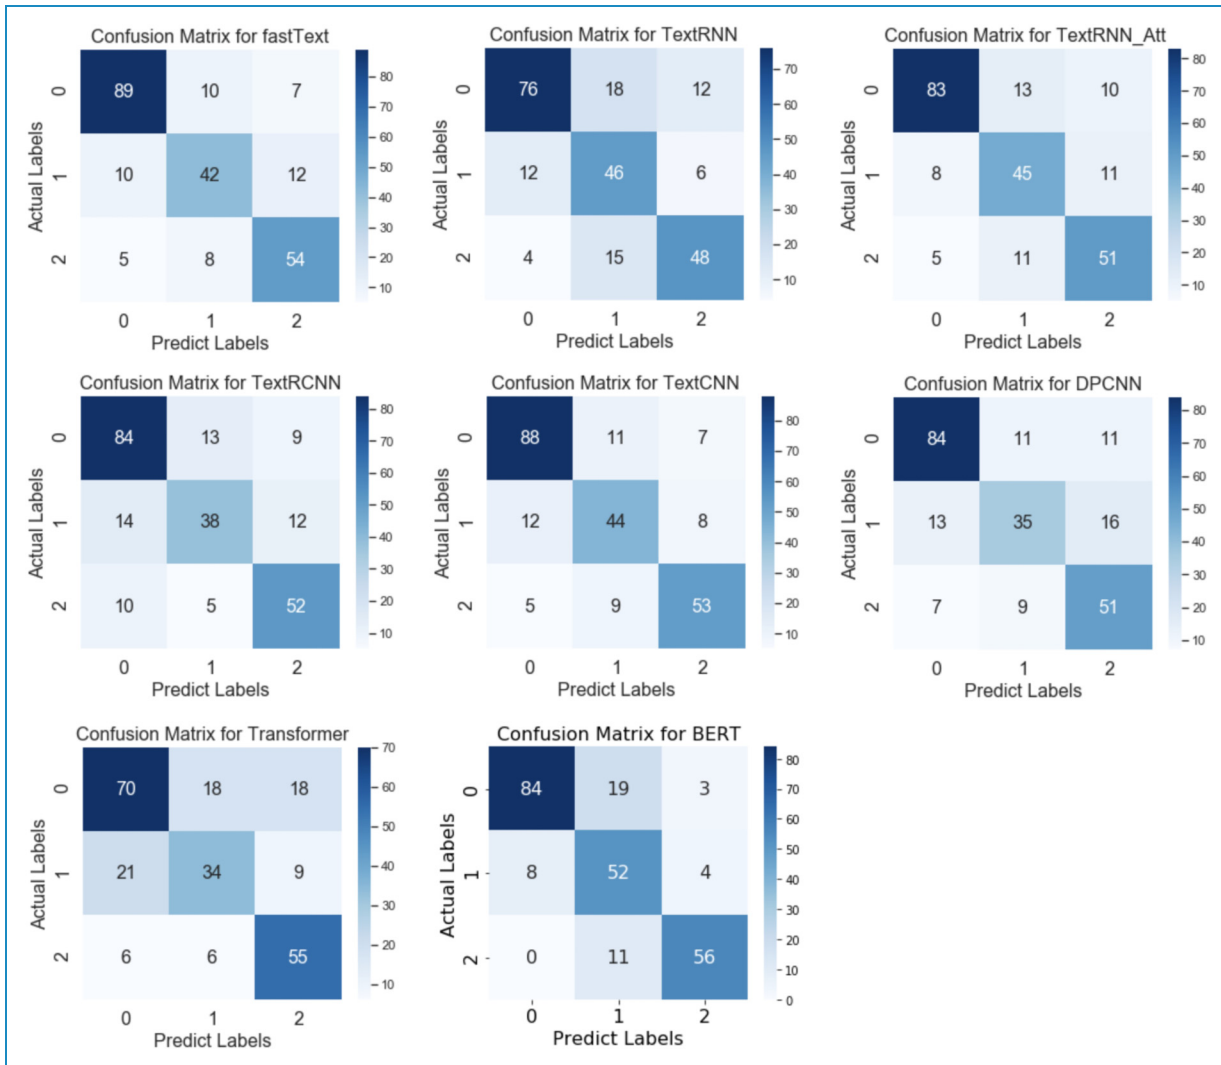 Confusion Matrix for fastText
0 89 10 7
1 10 42 12
2 5 8 54
0 1 2
Predict Labels
Actual Labels
80
70
60
50
40
30
20
10
Confusion Matrix for TextRNN
0 76 18 12
1 12 46 6
2 4 15 48
0 1 2
Predict Labels
Actual Labels
70
60
50
40
30
20
10
Confusion Matrix for TextRNN_Att
0 83 13 10
1 8 45 11
2 5 11 51
0 1 2
Predict Labels
Actual Labels
80
70
60
50
40
30
20
10
Confusion Matrix for TextRCNN
0 84 13 9
1 14 38 12
2 10 5 52
0 1 2
Predict Labels
Actual Labels
80
70
60
50
40
30
20
10
Confusion Matrix for TextCNN
0 88 11 7
1 12 44 8
2 5 9 53
0 1 2
Predict Labels
Actual Labels
80
70
60
50
40
30
20
10
Confusion Matrix for DPCNN
0 84 11 11
1 13 35 16
2 7 9 51
0 1 2
Predict Labels
Actual Labels
80
70
60
50
40
30
20
10
Confusion Matrix for Transformer
0 70 18 18
1 21 34 9
2 6 6 55
0 1 2
Predict Labels
Actual Labels
70
60
50
40
30
20
10
Confusion Matrix for BERT
0 84 19 3
1 8 52 4
2 0 11 56
0 1 2
Predict Labels
Actual Labels
80
70
60
50
40
30
20
10
0